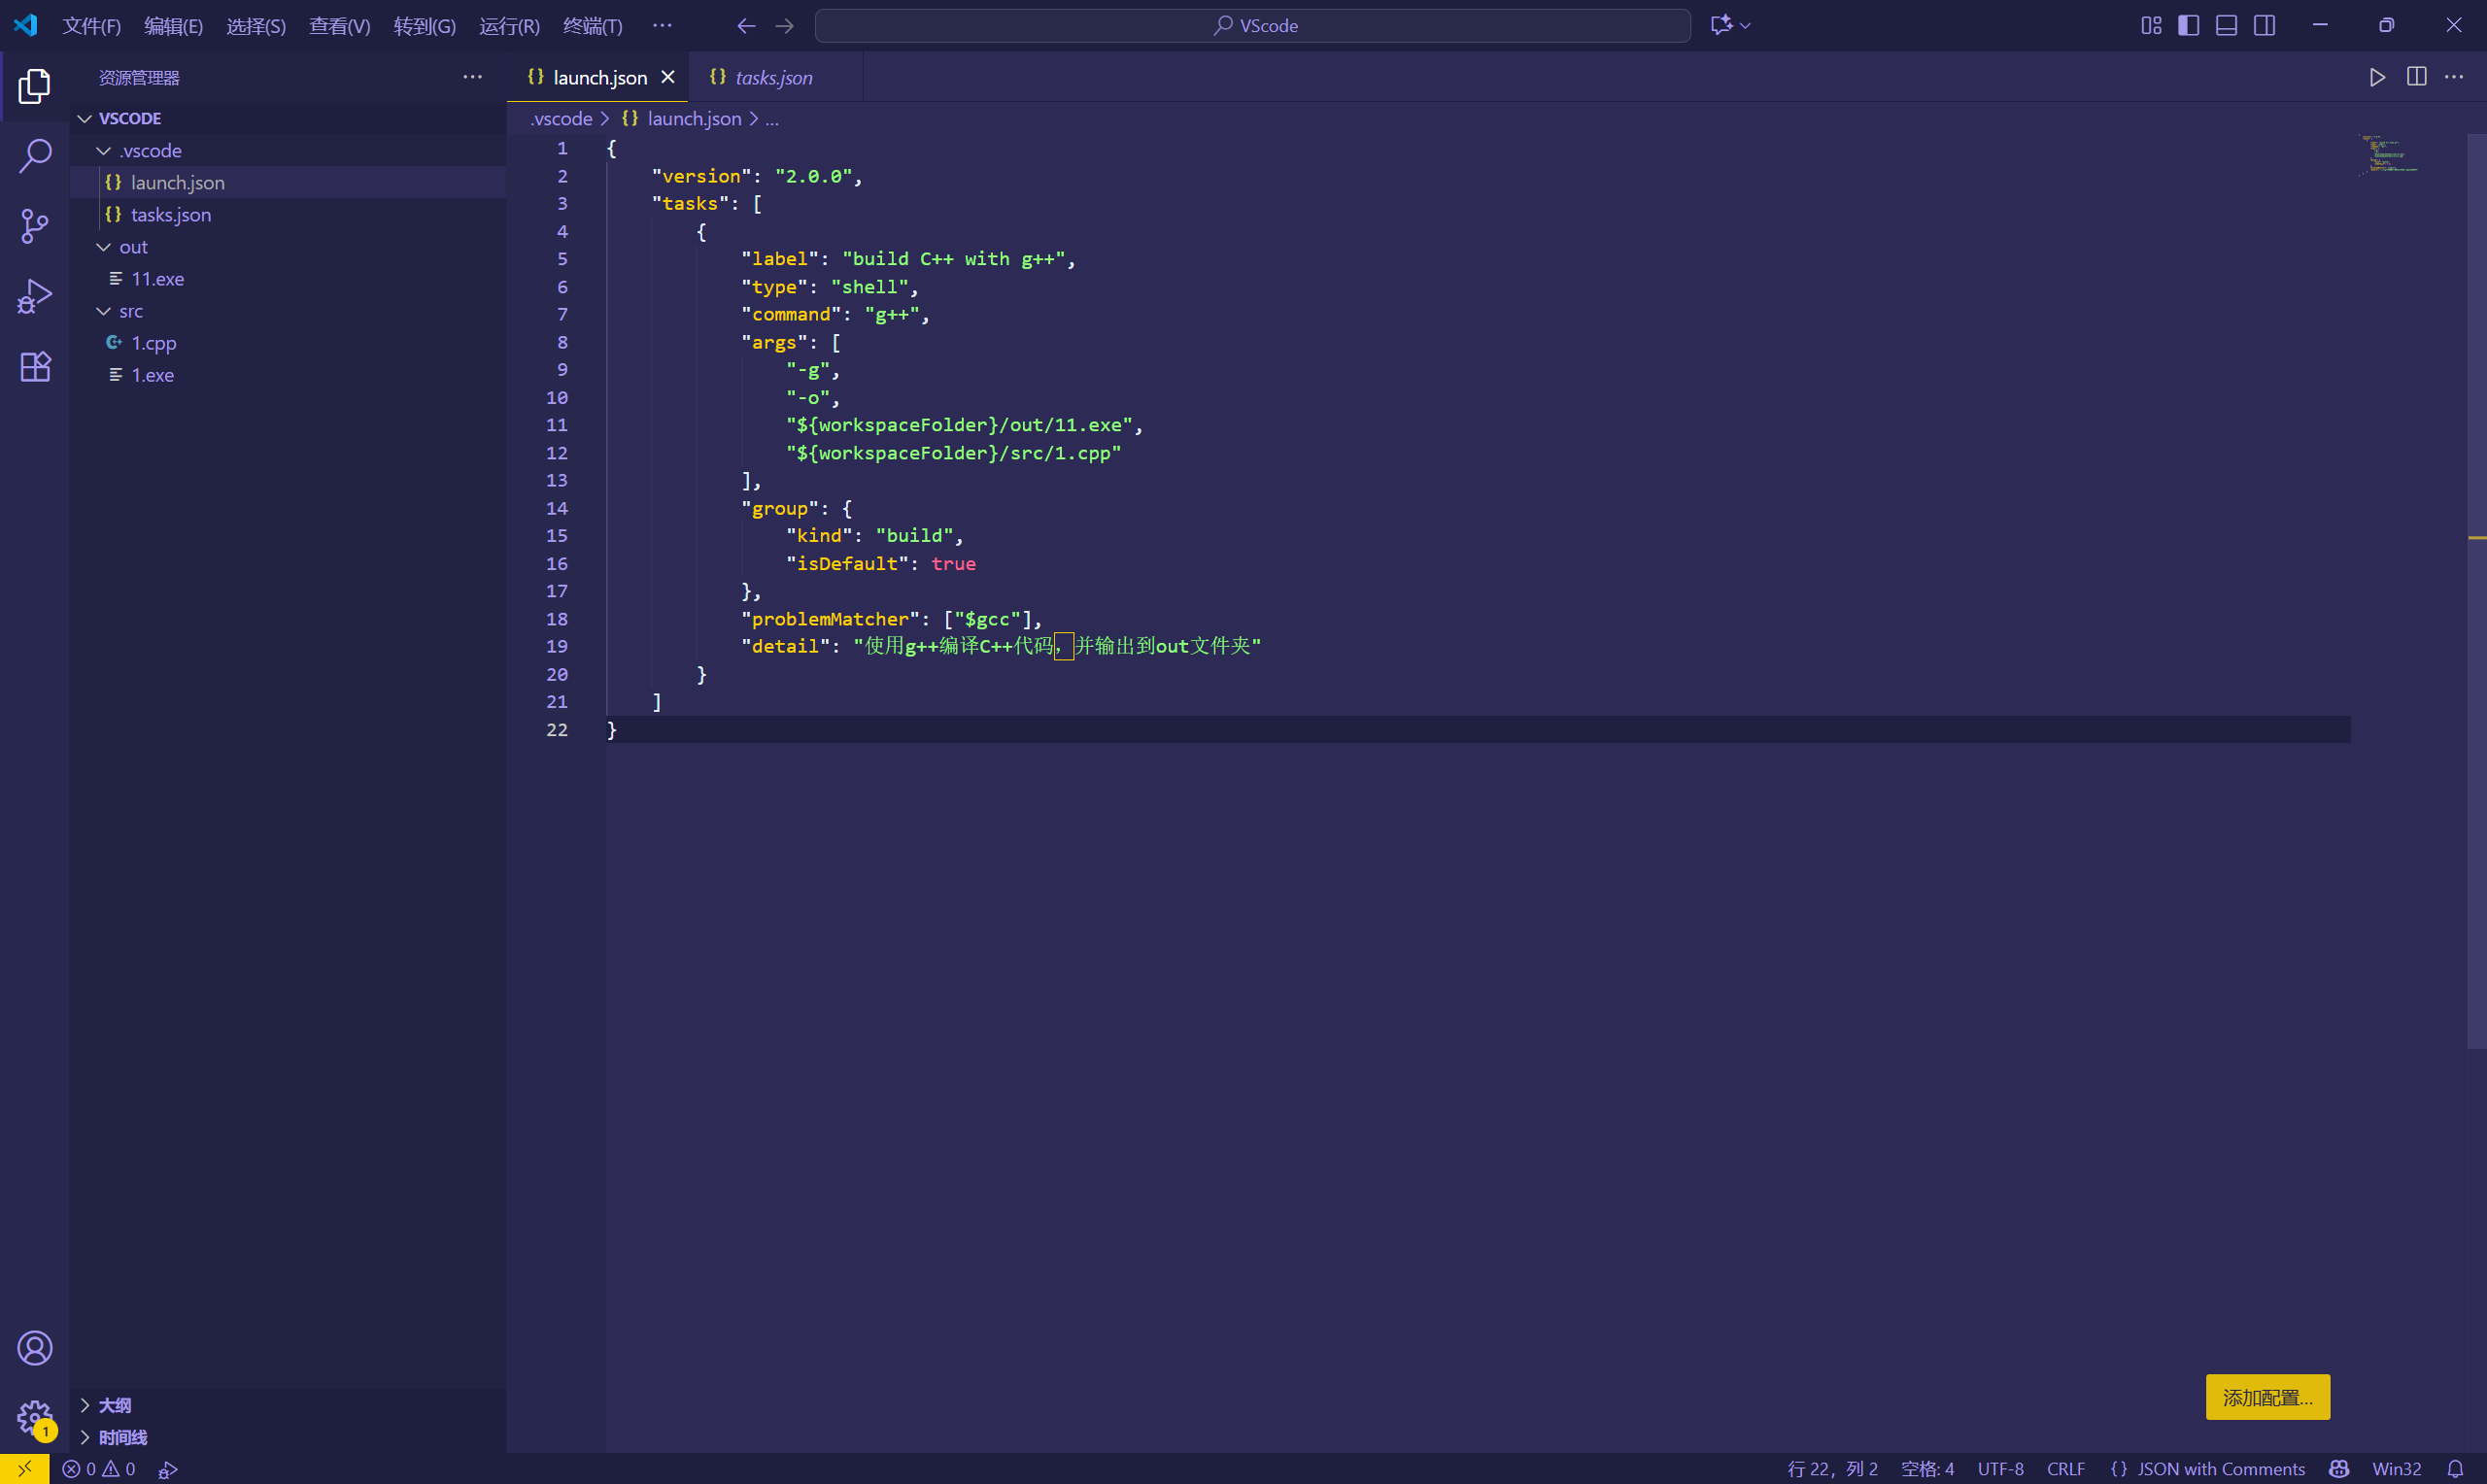 文件(F) 编辑(E) 选择(S) 查看(V) 转到(G) 运行(R) 终端(T) ··· VScode
资源管理器 ···
VSCODE
.vscode
launch.json
tasks.json
out
11.exe
src
1.cpp
1.exe
大纲
时间线
launch.json tasks.json
.vscode > launch.json > ...
1 {
2 "version": "2.0.0",
3 "tasks": [
4 {
5 "label": "build C++ with g++",
6 "type": "shell",
7 "command": "g++",
8 "args": [
9 "-g",
10 "-o",
11 "${workspaceFolder}/out/11.exe",
12 "${workspaceFolder}/src/1.cpp"
13 ],
14 "group": {
15 "kind": "build",
16 "isDefault": true
17 },
18 "problemMatcher": ["$gcc"],
19 "detail": "使用g++编译C++代码，并输出到out文件夹"
20 }
21 ]
22 }
添加配置...
1
0 0 行 22，列 2 空格: 4 UTF-8 CRLF {} JSON with Comments Win32